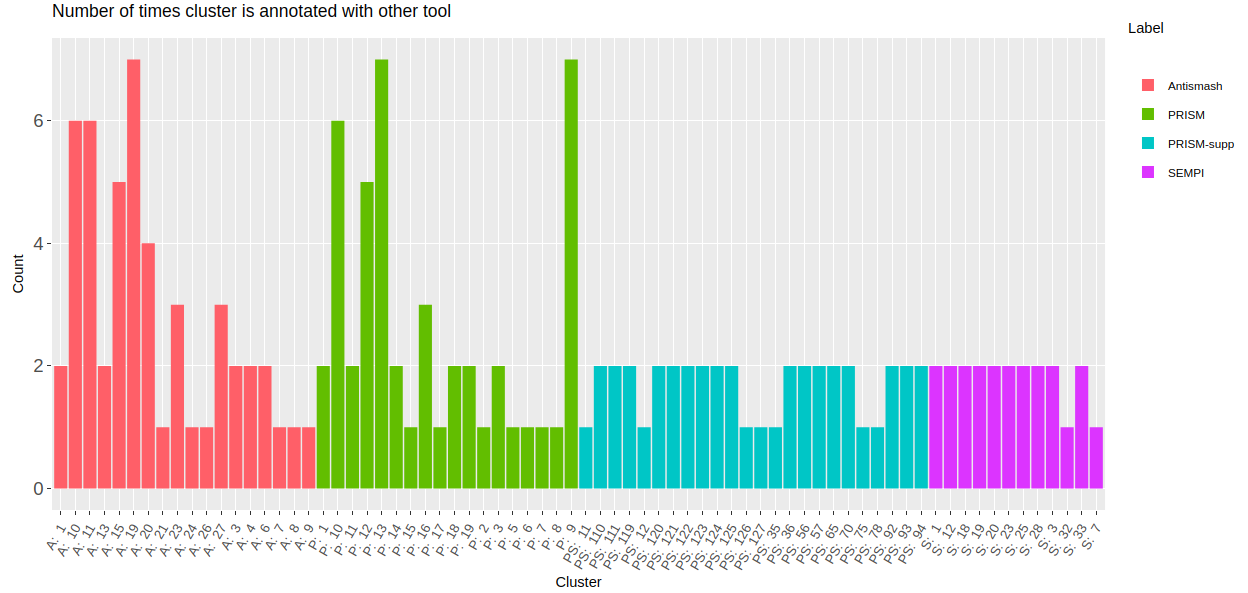 Number of times cluster is annotated with other tool
Label
Antismash
PRISM
PRISM-supp
SEMPI
Count
6
4
2
0
A: 1
A: 10
A: 11
A: 13
A: 15
A: 19
A: 20
A: 21
A: 23
A: 24
A: 26
A: 27
A: 3
A: 4
A: 6
A: 7
A: 8
A: 9
P: 1
P: 10
P: 11
P: 12
P: 13
P: 14
P: 15
P: 16
P: 17
P: 18
P: 19
P: 2
P: 3
P: 5
P: 6
P: 7
P: 8
P: 9
PS: 11
PS: 110
PS: 111
PS: 119
PS: 12
PS: 120
PS: 121
PS: 122
PS: 123
PS: 124
PS: 125
PS: 126
PS: 127
PS: 35
PS: 36
PS: 56
PS: 57
PS: 65
PS: 70
PS: 75
PS: 78
PS: 92
PS: 93
PS: 94
S: 1
S: 12
S: 18
S: 19
S: 20
S: 23
S: 25
S: 28
S: 3
S: 32
S: 33
S: 7
Cluster